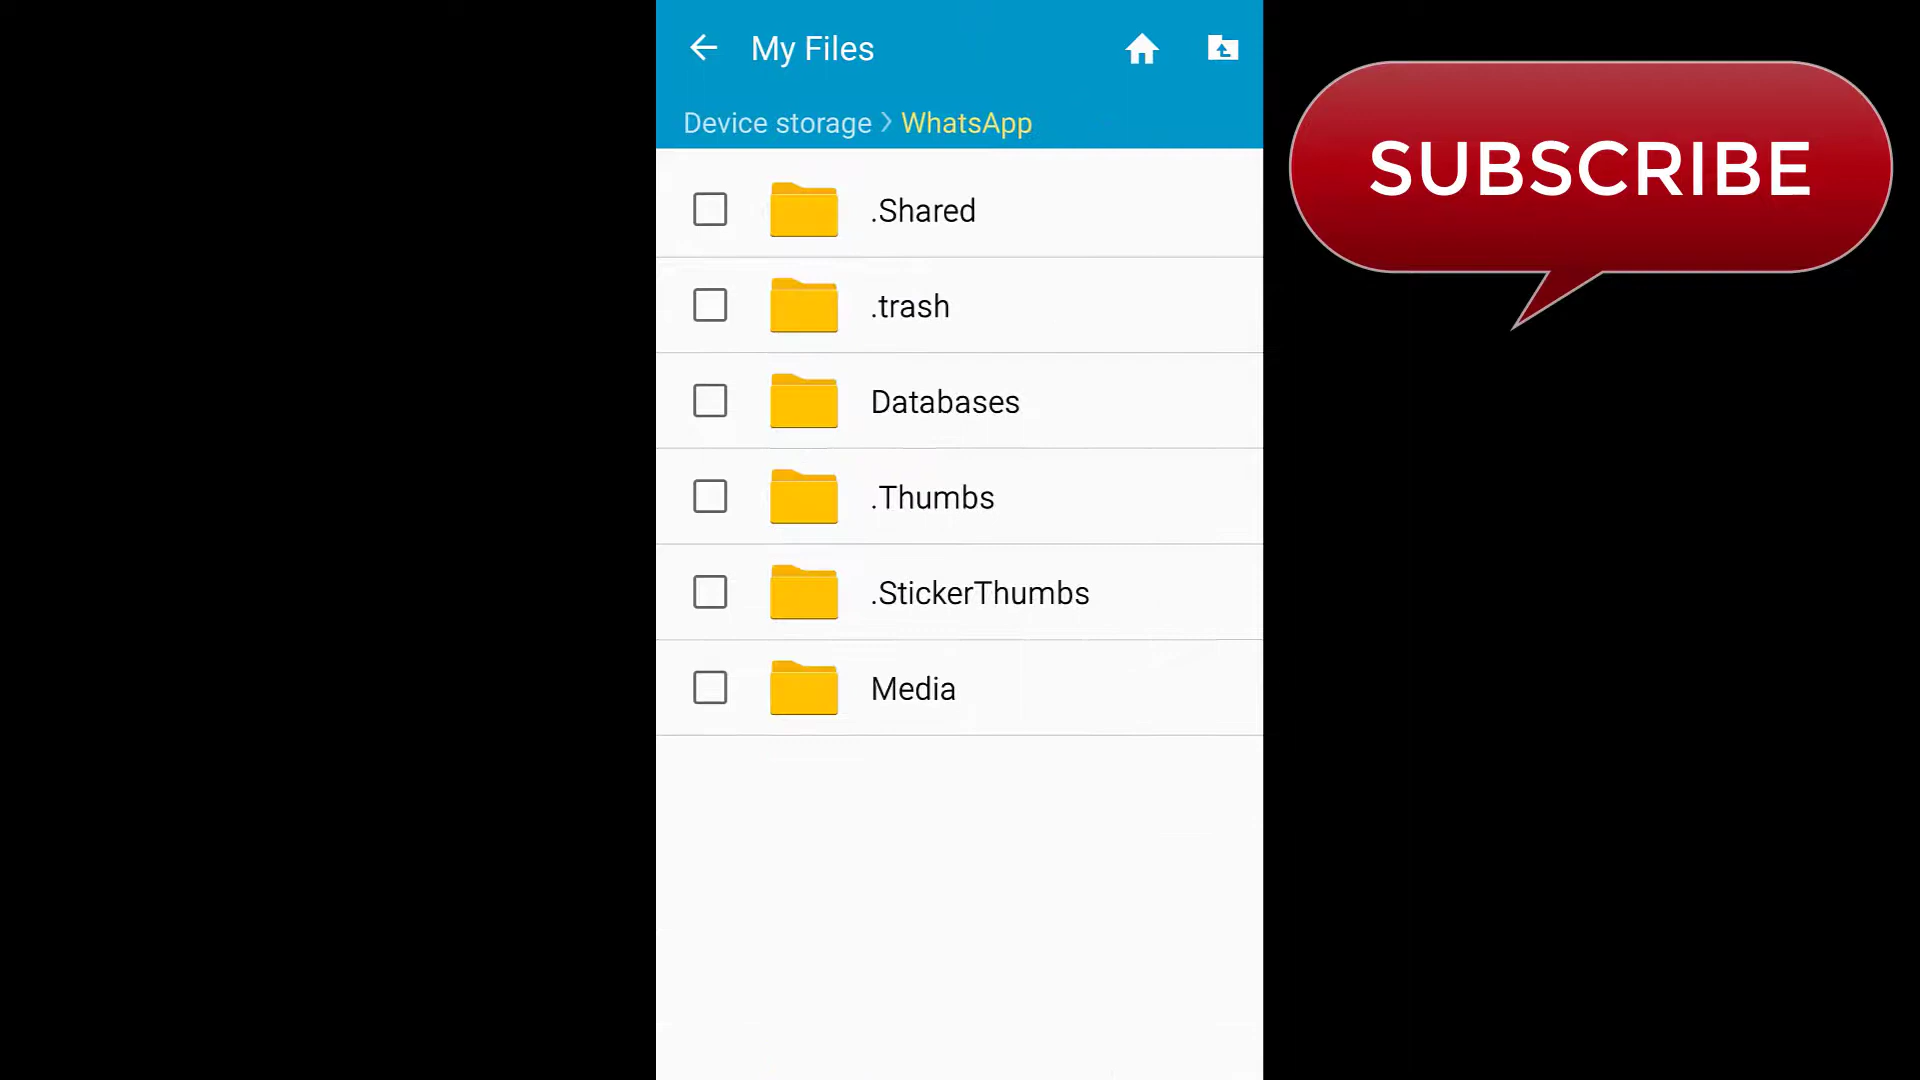 My Files
Device storage > WhatsApp
.Shared
.trash
Databases
.Thumbs
.StickerThumbs
Media
SUBSCRIBE